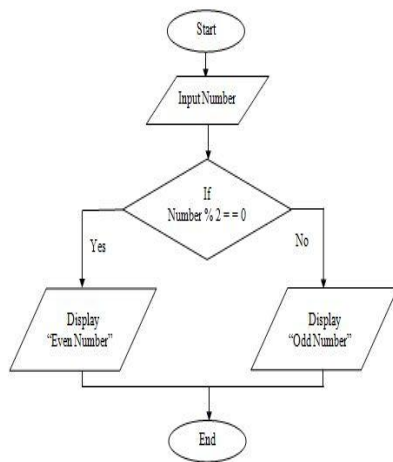 Start
Input Number
If
Number % 2 = = 0
Yes
No
Display
“Even Number”
Display
“Odd Number”
End